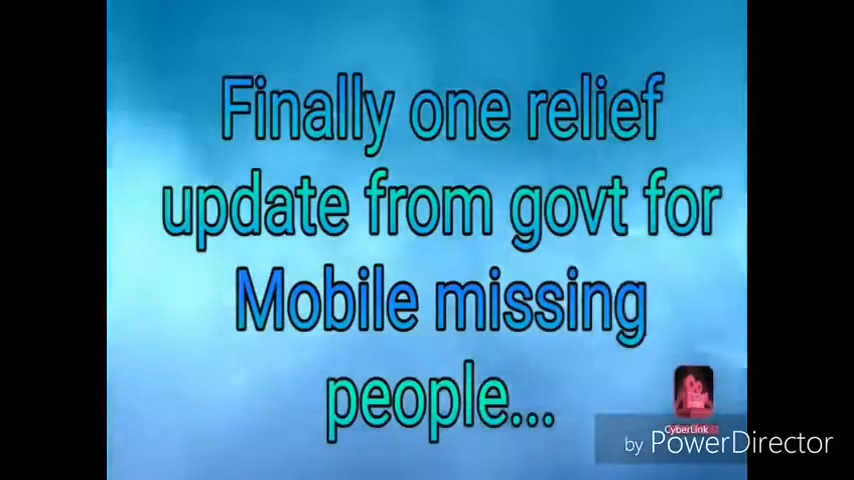 Finally one relief
update from govt for
Mobile missing
people...
CyberLink
by PowerDirector